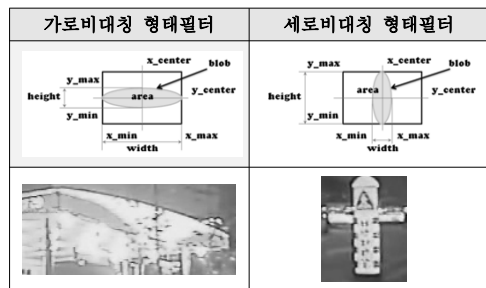 가로비대칭 형태필터
세로비대칭 형태필터
x_center
blob
y_max
y_center
height
area
y_min
x_min
x_max
width
x_center
blob
y_max
y_center
height
area
y_min
x_min
x_max
width